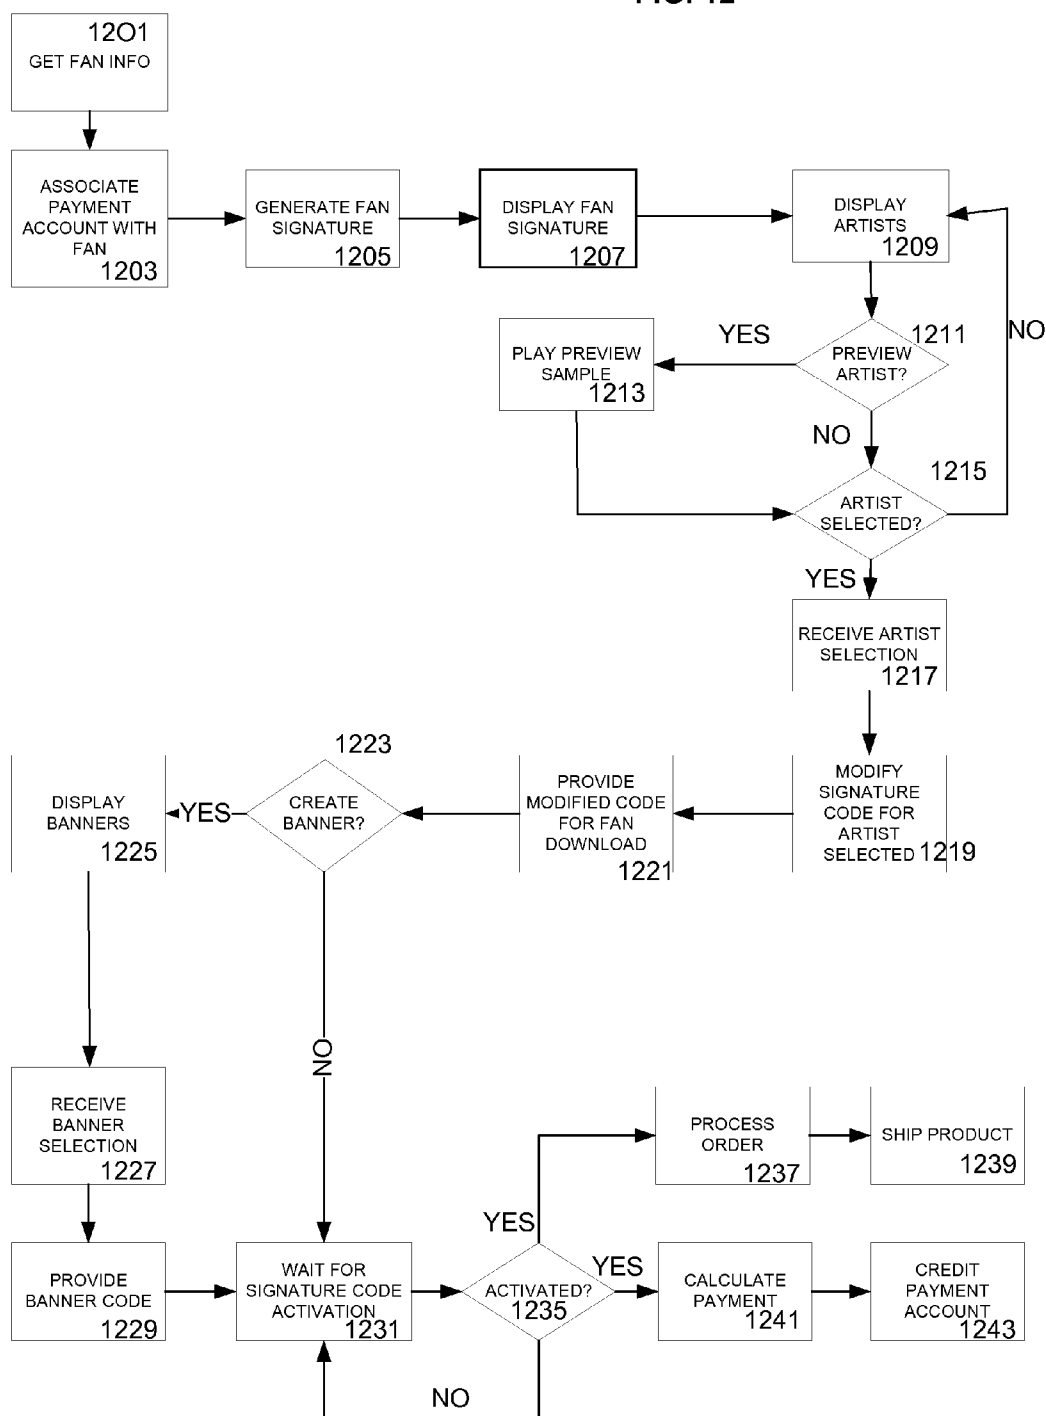 12O1
GET FAN INFO
ASSOCIATE
PAYMENT
ACCOUNT WITH
FAN
1203
GENERATE FAN
SIGNATURE
1205
DISPLAY FAN
SIGNATURE
1207
DISPLAY
ARTISTS
1209
NO
1211
PREVIEW
ARTIST?
YES
PLAY PREVIEW
SAMPLE
1213
NO
1215
ARTIST
SELECTED?
YES
RECEIVE ARTIST
SELECTION
1217
MODIFY
SIGNATURE
CODE FOR
ARTIST
SELECTED 1219
PROVIDE
MODIFIED CODE
FOR FAN
DOWNLOAD
1221
1223
CREATE
BANNER?
YES
DISPLAY
BANNERS
1225
NO
RECEIVE
BANNER
SELECTION
1227
PROVIDE
BANNER CODE
1229
WAIT FOR
SIGNATURE CODE
ACTIVATION
1231
ACTIVATED?
1235
YES
PROCESS
ORDER
1237
SHIP PRODUCT
1239
YES
CALCULATE
PAYMENT
1241
CREDIT
PAYMENT
ACCOUNT
1243
NO